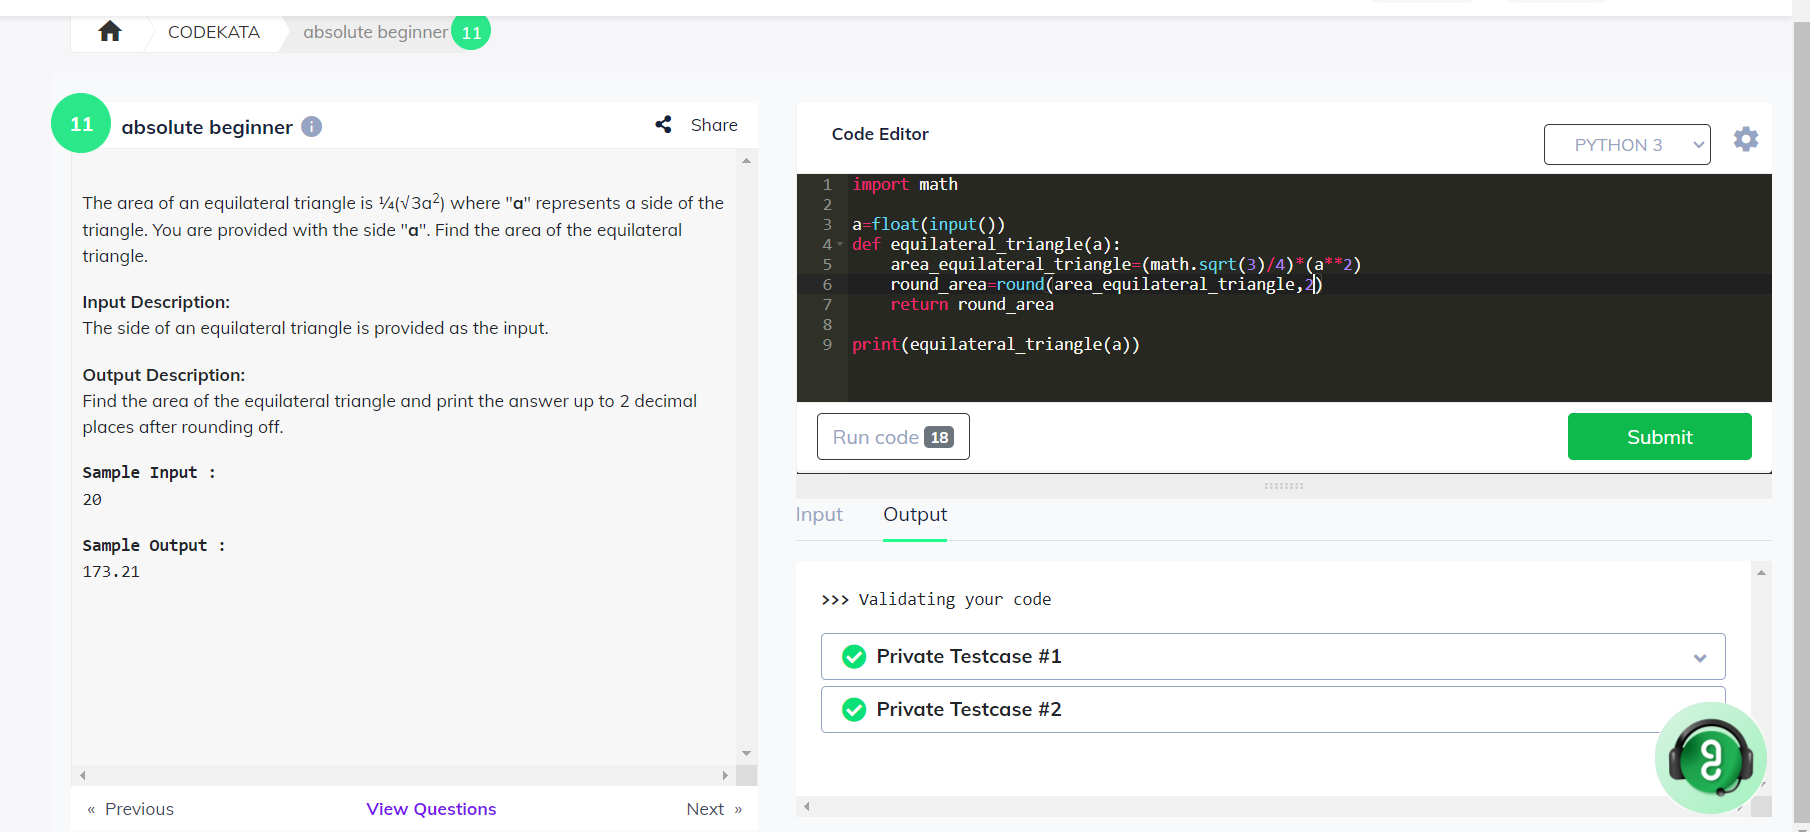 CODEKATA
absolute beginner 11
11 absolute beginner i
Share
The area of an equilateral triangle is ¼(√3a²) where "a" represents a side of the
triangle. You are provided with the side "a". Find the area of the equilateral
triangle.
Input Description:
The side of an equilateral triangle is provided as the input.
Output Description:
Find the area of the equilateral triangle and print the answer up to 2 decimal
places after rounding off.
Sample Input :
20
Sample Output :
173.21
« Previous
View Questions
Next »
Code Editor
PYTHON 3
1 import math
2
3 a=float(input())
4 def equilateral_triangle(a):
5 area_equilateral_triangle=(math.sqrt(3)/4)*(a**2)
6 round_area=round(area_equilateral_triangle,2)
7 return round_area
8
9 print(equilateral_triangle(a))
Run code 18
Submit
Input
Output
>>> Validating your code
Private Testcase #1
Private Testcase #2